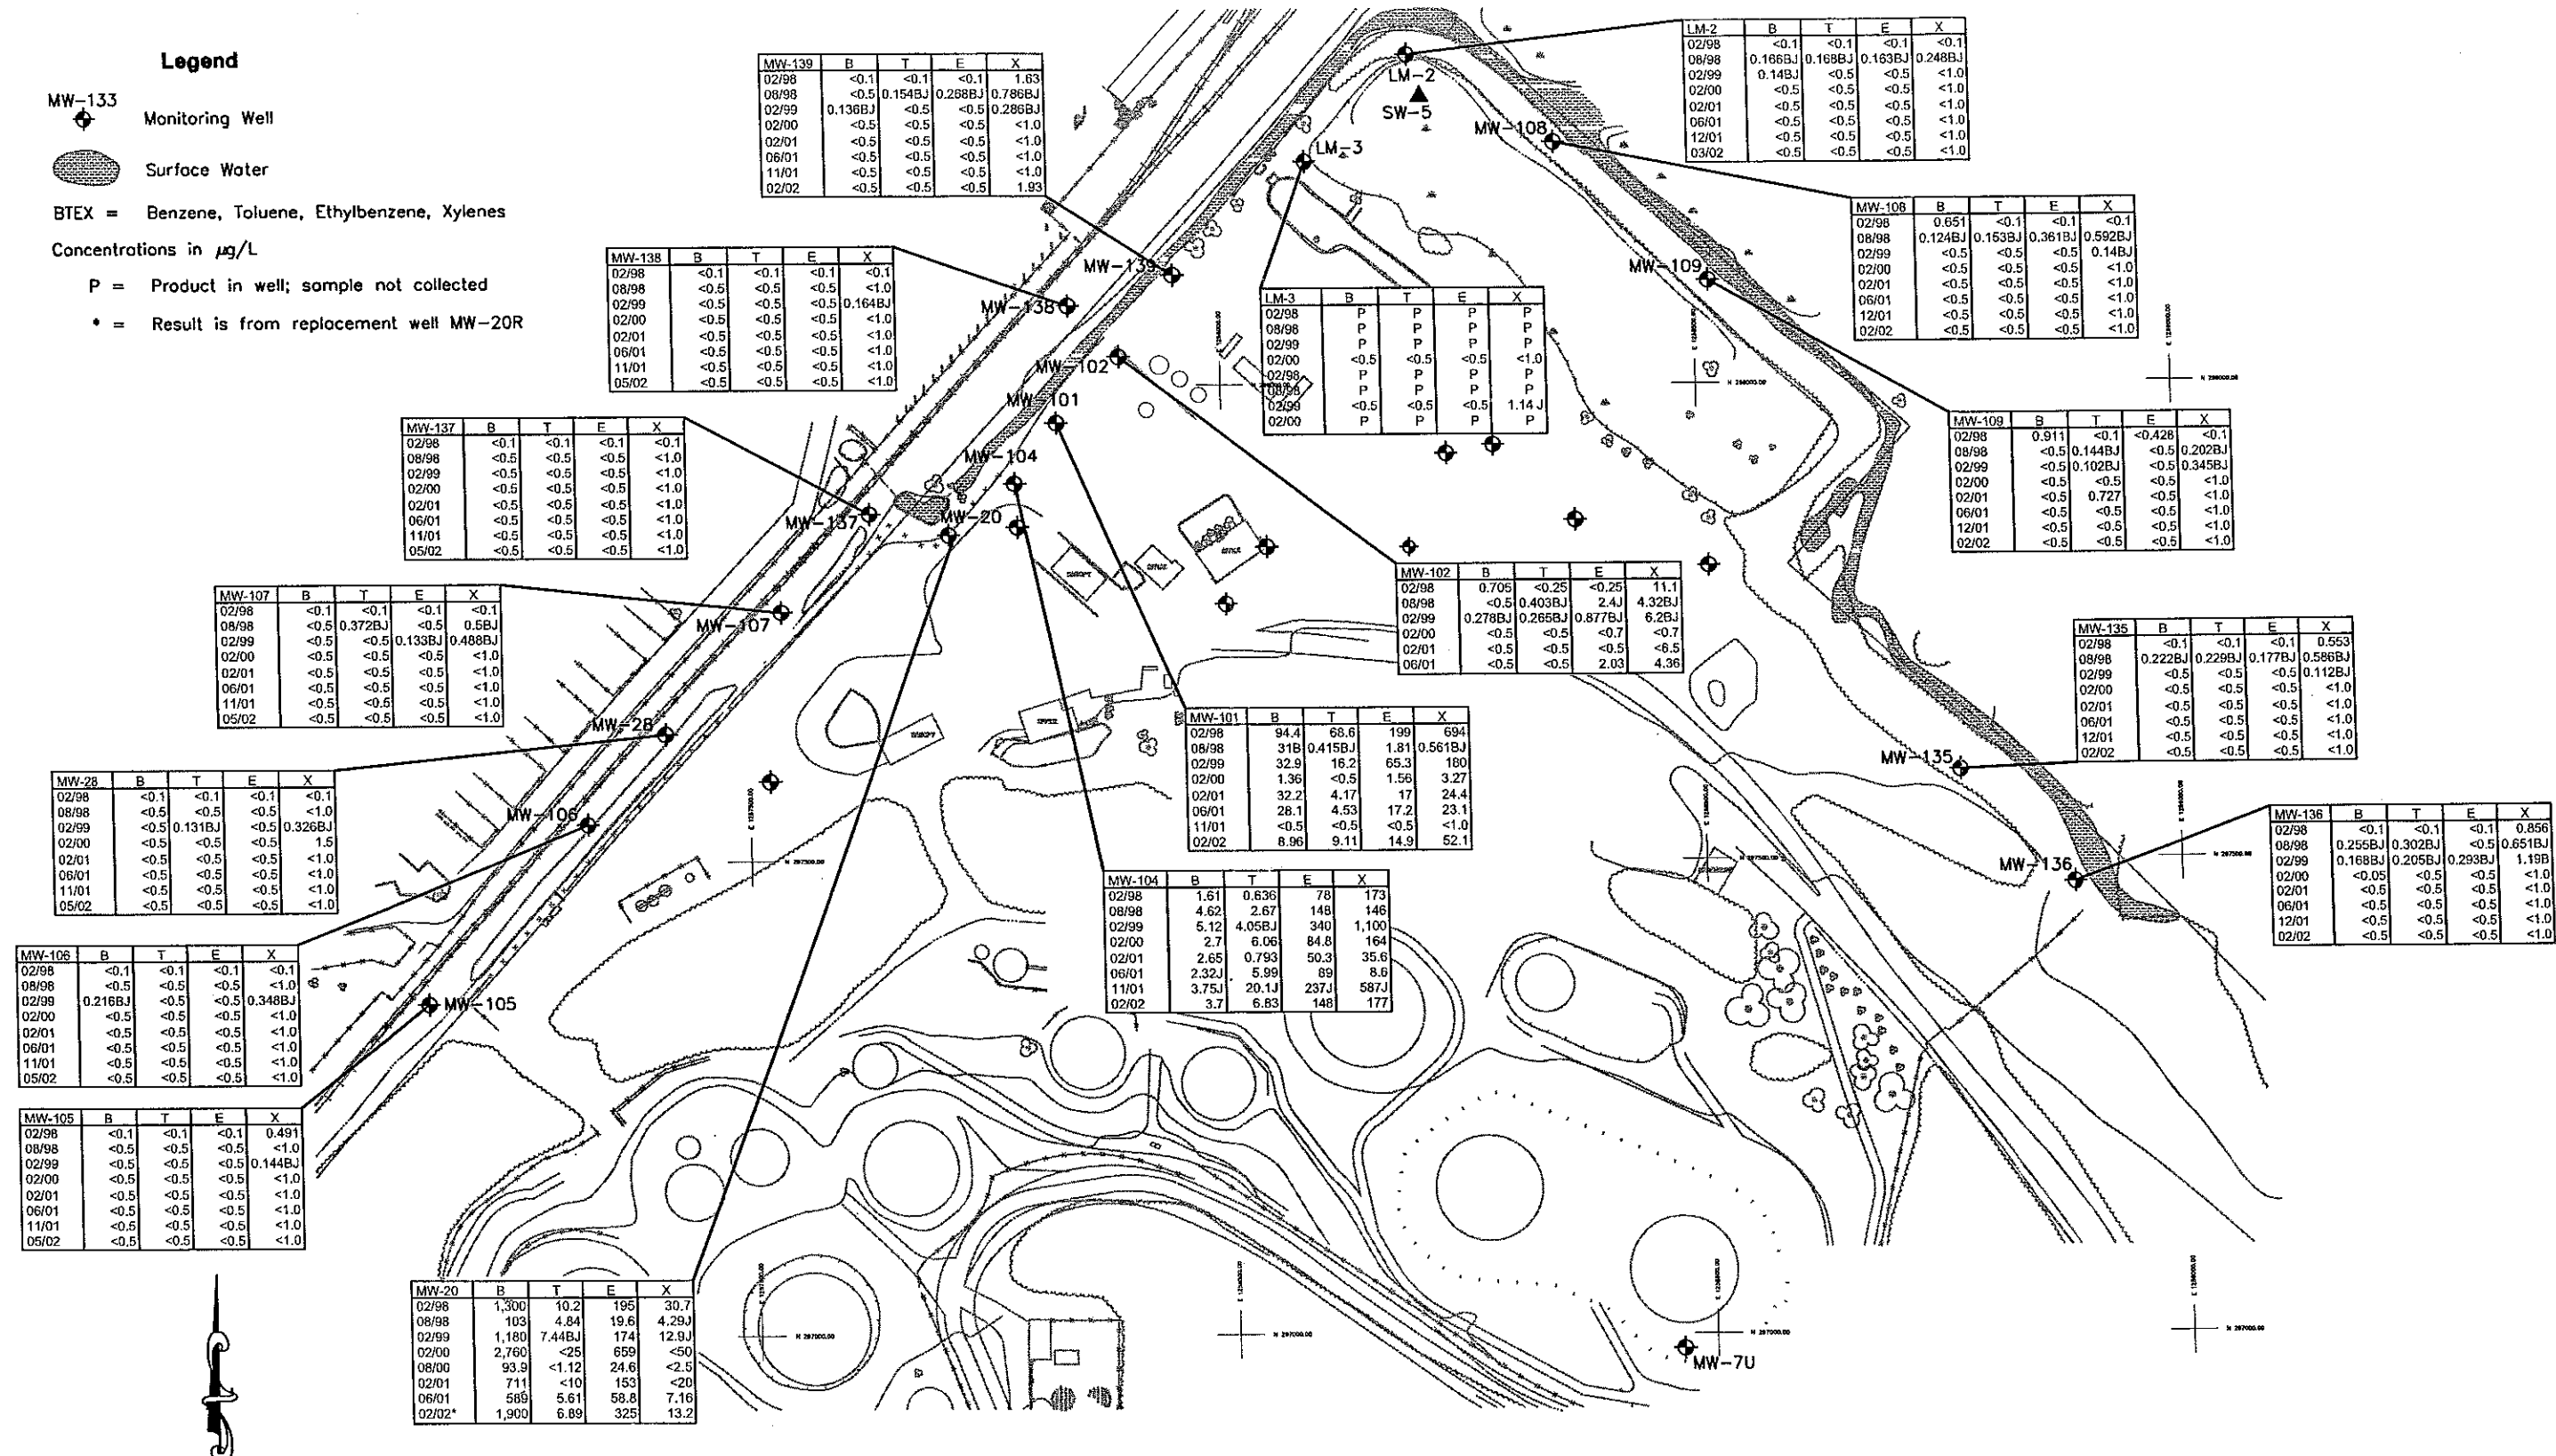 Legend
MW-133
Monitoring Well
Surface Water
BTEX = Benzene, Toluene, Ethylbenzene, Xylenes
Concentrations in µg/L
P = Product in well; sample not collected
* = Result is from replacement well MW-20R
MW-139 B T E X
02/98 <0.1 <0.1 <0.1 1.63
08/98 <0.5 0.154BJ 0.268BJ 0.786BJ
02/99 0.136BJ <0.5 <0.5 0.286BJ
02/00 <0.5 <0.5 <0.5 <1.0
02/01 <0.5 <0.5 <0.5 <1.0
06/01 <0.5 <0.5 <0.5 <1.0
11/01 <0.5 <0.5 <0.5 <1.0
02/02 <0.5 <0.5 <0.5 1.93
LM-2 B T E X
02/98 <0.1 <0.1 <0.1 <0.1
08/98 0.166BJ 0.168BJ 0.163BJ 0.248BJ
02/99 0.14BJ <0.5 <0.5 <1.0
02/00 <0.5 <0.5 <0.5 <1.0
02/01 <0.5 <0.5 <0.5 <1.0
06/01 <0.5 <0.5 <0.5 <1.0
12/01 <0.5 <0.5 <0.5 <1.0
03/02 <0.5 <0.5 <0.5 <1.0
LM-2
SW-5
MW-108
LM-3
MW-108 B T E X
02/98 0.651 <0.1 <0.1 <0.1
08/98 0.124BJ 0.153BJ 0.361BJ 0.592BJ
02/99 <0.5 <0.5 <0.5 0.14BJ
02/00 <0.5 <0.5 <0.5 <1.0
02/01 <0.5 <0.5 <0.5 <1.0
06/01 <0.5 <0.5 <0.5 <1.0
12/01 <0.5 <0.5 <0.5 <1.0
02/02 <0.5 <0.5 <0.5 <1.0
MW-138 B T E X
02/98 <0.1 <0.1 <0.1 <0.1
08/98 <0.5 <0.5 <0.5 <1.0
02/99 <0.5 <0.5 <0.5 0.164BJ
02/00 <0.5 <0.5 <0.5 <1.0
02/01 <0.5 <0.5 <0.5 <1.0
06/01 <0.5 <0.5 <0.5 <1.0
11/01 <0.5 <0.5 <0.5 <1.0
05/02 <0.5 <0.5 <0.5 <1.0
MW-139
MW-138
MW-109
LM-3 B T E X
02/98 P P P P
08/98 P P P P
02/99 P P P P
02/00 <0.5 <0.5 <0.5 <1.0
02/98 P P P P
08/98 P P P P
02/99 <0.5 <0.5 <0.5 1.14 J
02/00 P P P P
MW-102
MW-101
MW-104
MW-137 B T E X
02/98 <0.1 <0.1 <0.1 <0.1
08/98 <0.5 <0.5 <0.5 <1.0
02/99 <0.5 <0.5 <0.5 <1.0
02/00 <0.5 <0.5 <0.5 <1.0
02/01 <0.5 <0.5 <0.5 <1.0
06/01 <0.5 <0.5 <0.5 <1.0
11/01 <0.5 <0.5 <0.5 <1.0
05/02 <0.5 <0.5 <0.5 <1.0
MW-109 B T E X
02/98 0.911 <0.1 <0.428 <0.1
08/98 <0.5 0.144BJ <0.5 0.202BJ
02/99 <0.5 0.102BJ <0.5 0.345BJ
02/00 <0.5 <0.5 <0.5 <1.0
02/01 <0.5 0.727 <0.5 <1.0
06/01 <0.5 <0.5 <0.5 <1.0
12/01 <0.5 <0.5 <0.5 <1.0
02/02 <0.5 <0.5 <0.5 <1.0
MW-137
MW-20
MW-102 B T E X
02/98 0.705 <0.25 <0.25 11.1
08/98 <0.5 0.403BJ 2.4J 4.32BJ
02/99 0.278BJ 0.265BJ 0.877BJ 6.2BJ
02/00 <0.5 <0.5 <0.7 <0.7
02/01 <0.5 <0.5 <0.5 <6.5
06/01 <0.5 <0.5 2.03 4.36
MW-107 B T E X
02/98 <0.1 <0.1 <0.1 <0.1
08/98 <0.5 0.372BJ <0.5 0.5BJ
02/99 <0.5 <0.5 0.133BJ 0.488BJ
02/00 <0.5 <0.5 <0.5 <1.0
02/01 <0.5 <0.5 <0.5 <1.0
06/01 <0.5 <0.5 <0.5 <1.0
11/01 <0.5 <0.5 <0.5 <1.0
05/02 <0.5 <0.5 <0.5 <1.0
MW-107
MW-135 B T E X
02/98 <0.1 <0.1 <0.1 0.553
08/98 0.222BJ 0.229BJ 0.177BJ 0.586BJ
02/99 <0.5 <0.5 <0.5 0.112BJ
02/00 <0.5 <0.5 <0.5 <1.0
02/01 <0.5 <0.5 <0.5 <1.0
06/01 <0.5 <0.5 <0.5 <1.0
12/01 <0.5 <0.5 <0.5 <1.0
02/02 <0.5 <0.5 <0.5 <1.0
MW-28
MW-135
MW-101 B T E X
02/98 94.4 68.6 199 694
08/98 31B 0.415BJ 1.81 0.561BJ
02/99 32.9 16.2 65.3 180
02/00 1.36 <0.5 1.56 3.27
02/01 32.2 4.17 17 24.4
06/01 28.1 4.53 17.2 23.1
11/01 <0.5 <0.5 <0.5 <1.0
02/02 8.96 9.11 14.9 52.1
MW-28 B T E X
02/98 <0.1 <0.1 <0.1 <0.1
08/98 <0.5 <0.5 <0.5 <1.0
02/99 <0.5 0.131BJ <0.5 0.326BJ
02/00 <0.5 <0.5 <0.5 1.5
02/01 <0.5 <0.5 <0.5 <1.0
06/01 <0.5 <0.5 <0.5 <1.0
11/01 <0.5 <0.5 <0.5 <1.0
05/02 <0.5 <0.5 <0.5 <1.0
MW-106
MW-136
MW-136 B T E X
02/98 <0.1 <0.1 <0.1 0.856
08/98 0.255BJ 0.302BJ <0.5 0.651BJ
02/99 0.168BJ 0.205BJ 0.293BJ 1.19B
02/00 <0.05 <0.5 <0.5 <1.0
02/01 <0.5 <0.5 <0.5 <1.0
06/01 <0.5 <0.5 <0.5 <1.0
12/01 <0.5 <0.5 <0.5 <1.0
02/02 <0.5 <0.5 <0.5 <1.0
MW-104 B T E X
02/98 1.61 0.636 78 173
08/98 4.62 2.67 148 146
02/99 5.12 4.05BJ 340 1,100
02/00 2.7 6.06 84.8 164
02/01 2.65 0.793 50.3 35.6
06/01 2.32J 5.99 89 8.6
11/01 3.75J 20.1J 237J 587J
02/02 3.7 6.83 148 177
MW-106 B T E X
02/98 <0.1 <0.1 <0.1 <0.1
08/98 <0.5 <0.5 <0.5 <1.0
02/99 0.216BJ <0.5 <0.5 0.348BJ
02/00 <0.5 <0.5 <0.5 <1.0
02/01 <0.5 <0.5 <0.5 <1.0
06/01 <0.5 <0.5 <0.5 <1.0
11/01 <0.5 <0.5 <0.5 <1.0
05/02 <0.5 <0.5 <0.5 <1.0
MW-105
MW-105 B T E X
02/98 <0.1 <0.1 <0.1 0.491
08/98 <0.5 <0.5 <0.5 <1.0
02/99 <0.5 <0.5 <0.5 0.144BJ
02/00 <0.5 <0.5 <0.5 <1.0
02/01 <0.5 <0.5 <0.5 <1.0
06/01 <0.5 <0.5 <0.5 <1.0
11/01 <0.5 <0.5 <0.5 <1.0
05/02 <0.5 <0.5 <0.5 <1.0
MW-20 B T E X
02/98 1,300 10.2 195 30.7
08/98 103 4.84 19.6 4.29J
02/99 1,180 7.44BJ 174 12.9J
02/00 2,760 <25 659 <50
08/00 93.9 <1.12 24.6 <2.5
02/01 711 <10 153 <20
06/01 589 5.61 58.8 7.16
02/02* 1,900 6.89 325 13.2
MW-7U